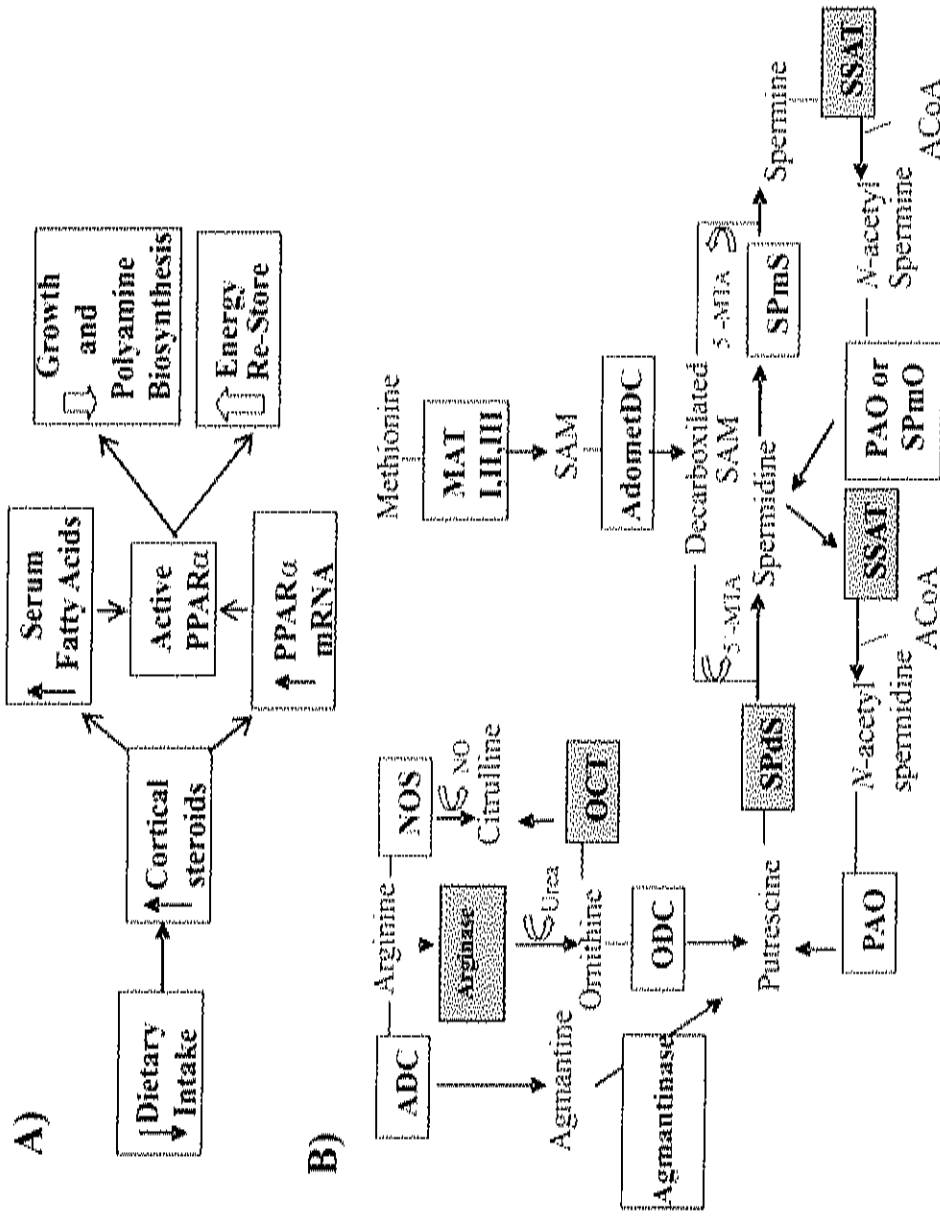 A)
Dietary
Intake
Cortical
steroids
Serum
Fatty Acids
Active
PPARα
PPARα
mRNA
Growth
and
Polyamine
Biosynthesis
Energy
Re-Store
B)
Arginine
ADC
Arginase
NOS
NO
Citrulline
Urea
Agmantine
Ornithine
OCT
Agmantinase
ODC
Putrescine
SPdS
PAO
Methionine
MAT
I,II,III
SAM
AdometDC
Decarboxilated
SAM
5'-MTA
5'-MTA
Spermidine
SPmS
Spermine
SSAT
ACoA
N-acetyl
Spermine
PAO or
SPmO
SSAT
ACoA
N-acetyl
spermidine